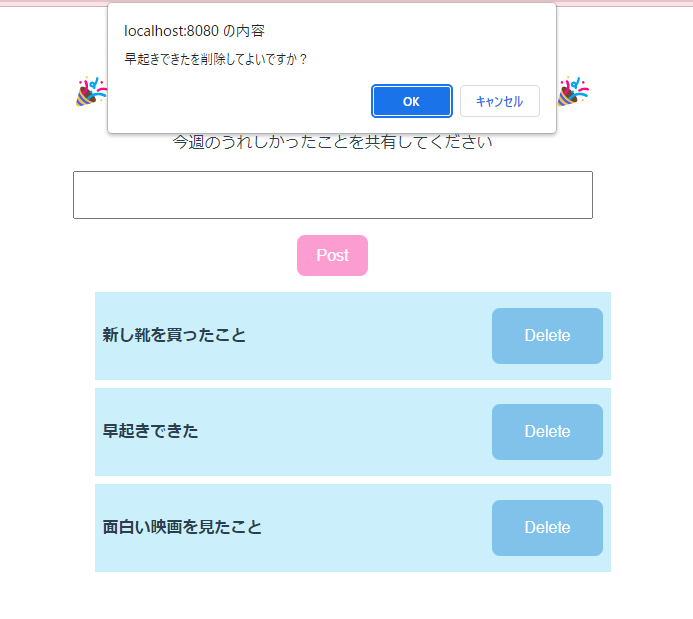 localhost:8080 の内容
早起きできたを削除してよいですか？
OK
キャンセル
今週のうれしかったことを共有してください
Post
新し靴を買ったこと
Delete
早起きできた
Delete
面白い映画を見たこと
Delete